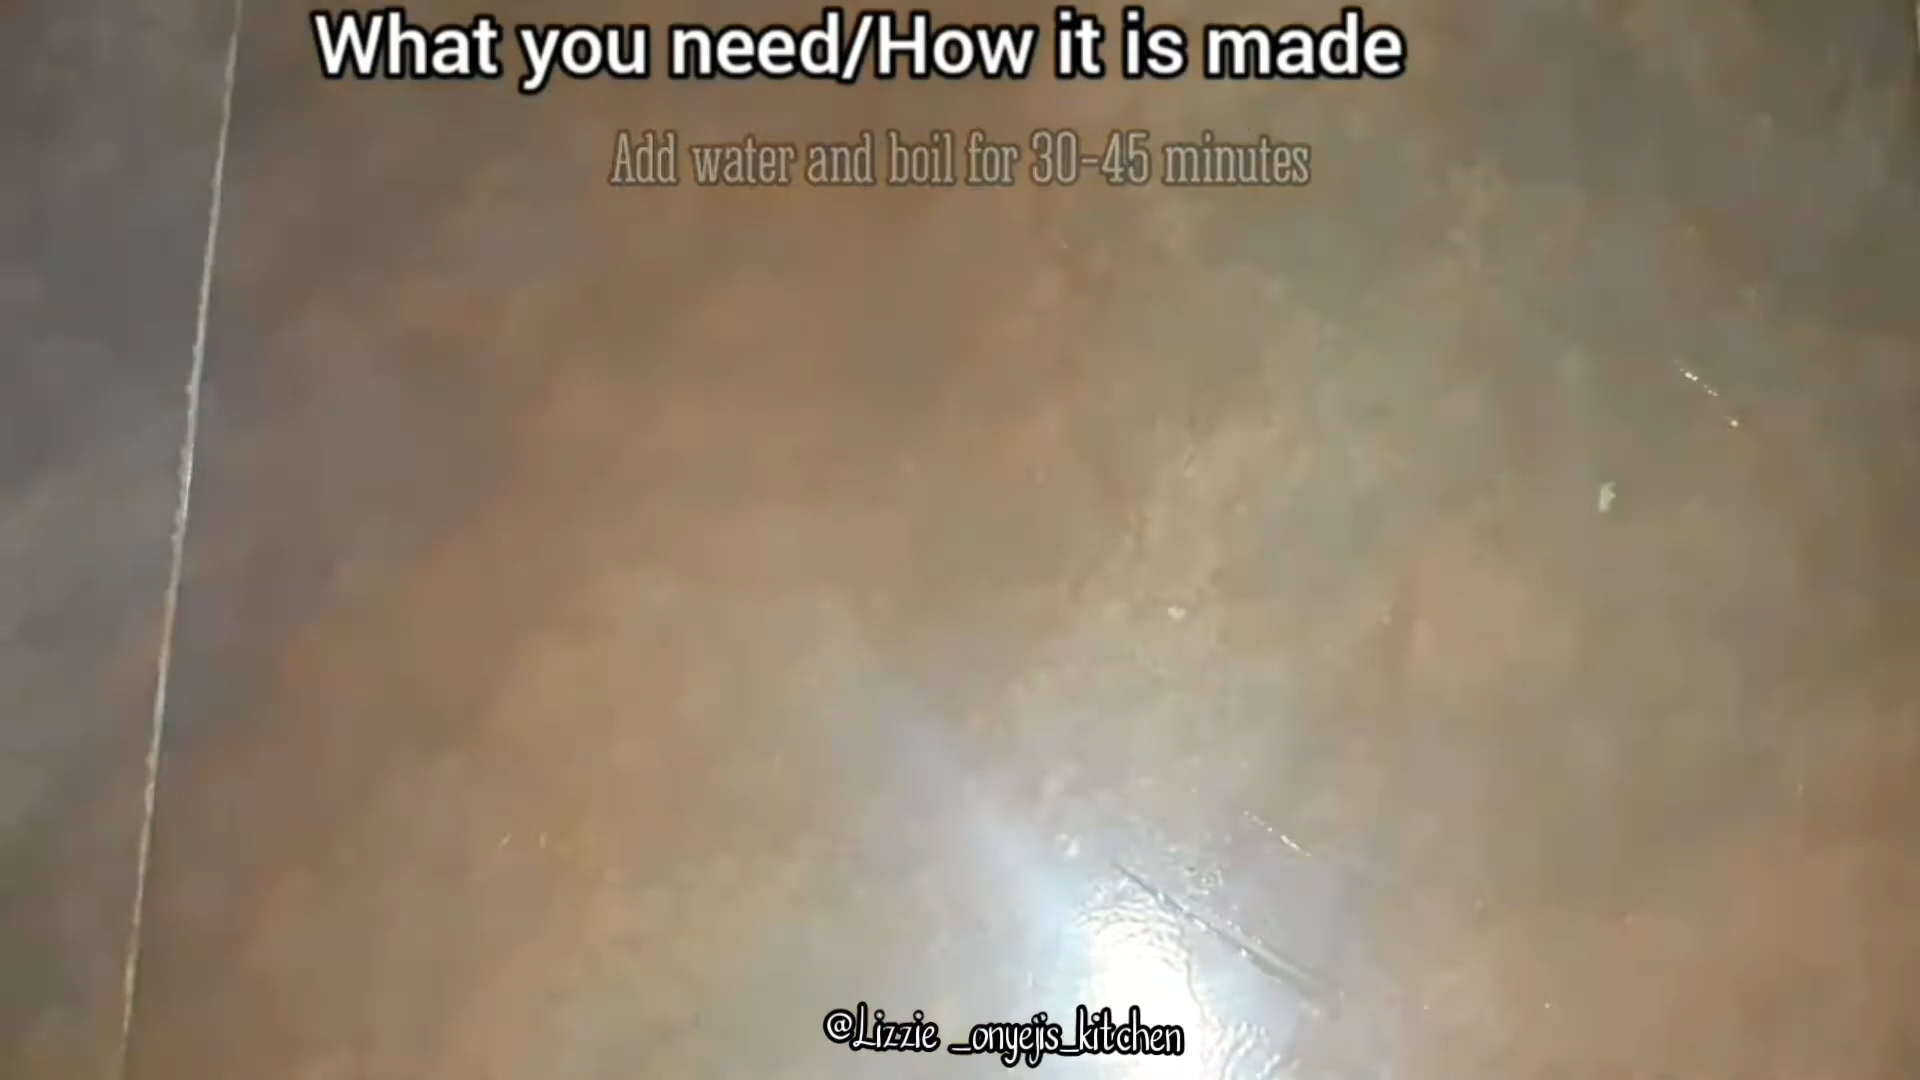 What you need/How it is made
Add water and boil for 30-45 minutes
@Lizzie _onyejis_kitchen